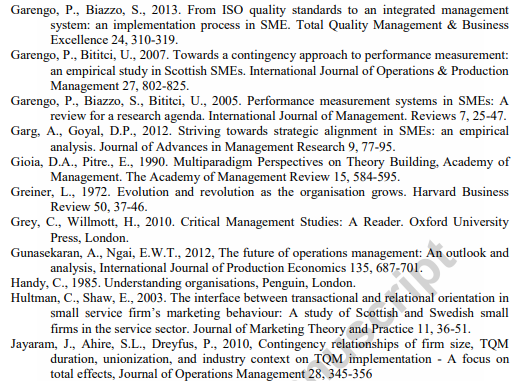 Garengo, P., Biazzo, S., 2013. From ISO quality standards to an integrated management
system: an implementation process in SME. Total Quality Management & Business
Excellence 24, 310-319.
Garengo, P., Bititci, U., 2007. Towards a contingency approach to performance measurement:
an empirical study in Scottish SMEs. International Journal of Operations & Production
Management 27, 802-825.
Garengo, P., Biazzo, S., Bititci, U., 2005. Performance measurement systems in SMEs: A
review for a research agenda. International Journal of Management. Reviews 7, 25-47.
Garg, A., Goyal, D.P., 2012. Striving towards strategic alignment in SMEs: an empirical
analysis. Journal of Advances in Management Research 9, 77-95.
Gioia, D.A., Pitre, E., 1990. Multiparadigm Perspectives on Theory Building, Academy of
Management. The Academy of Management Review 15, 584-595.
Greiner, L., 1972. Evolution and revolution as the organisation grows. Harvard Business
Review 50, 37-46.
Grey, C., Willmott, H., 2010. Critical Management Studies: A Reader. Oxford University
Press, London.
Gunasekaran, A., Ngai, E.W.T., 2012, The future of operations management: An outlook and
analysis, International Journal of Production Economics 135, 687-701.
Handy, C., 1985. Understanding organisations, Penguin, London.
Hultman, C., Shaw, E., 2003. The interface between transactional and relational orientation in
small service firm's marketing behaviour: A study of Scottish and Swedish small
firms in the service sector. Journal of Marketing Theory and Practice 11, 36-51.
Jayaram, J., Ahire, S.L., Dreyfus, P., 2010, Contingency relationships of firm size, TQM
duration, unionization, and industry context on TQM implementation - A focus on
total effects, Journal of Operations Management 28, 345-356